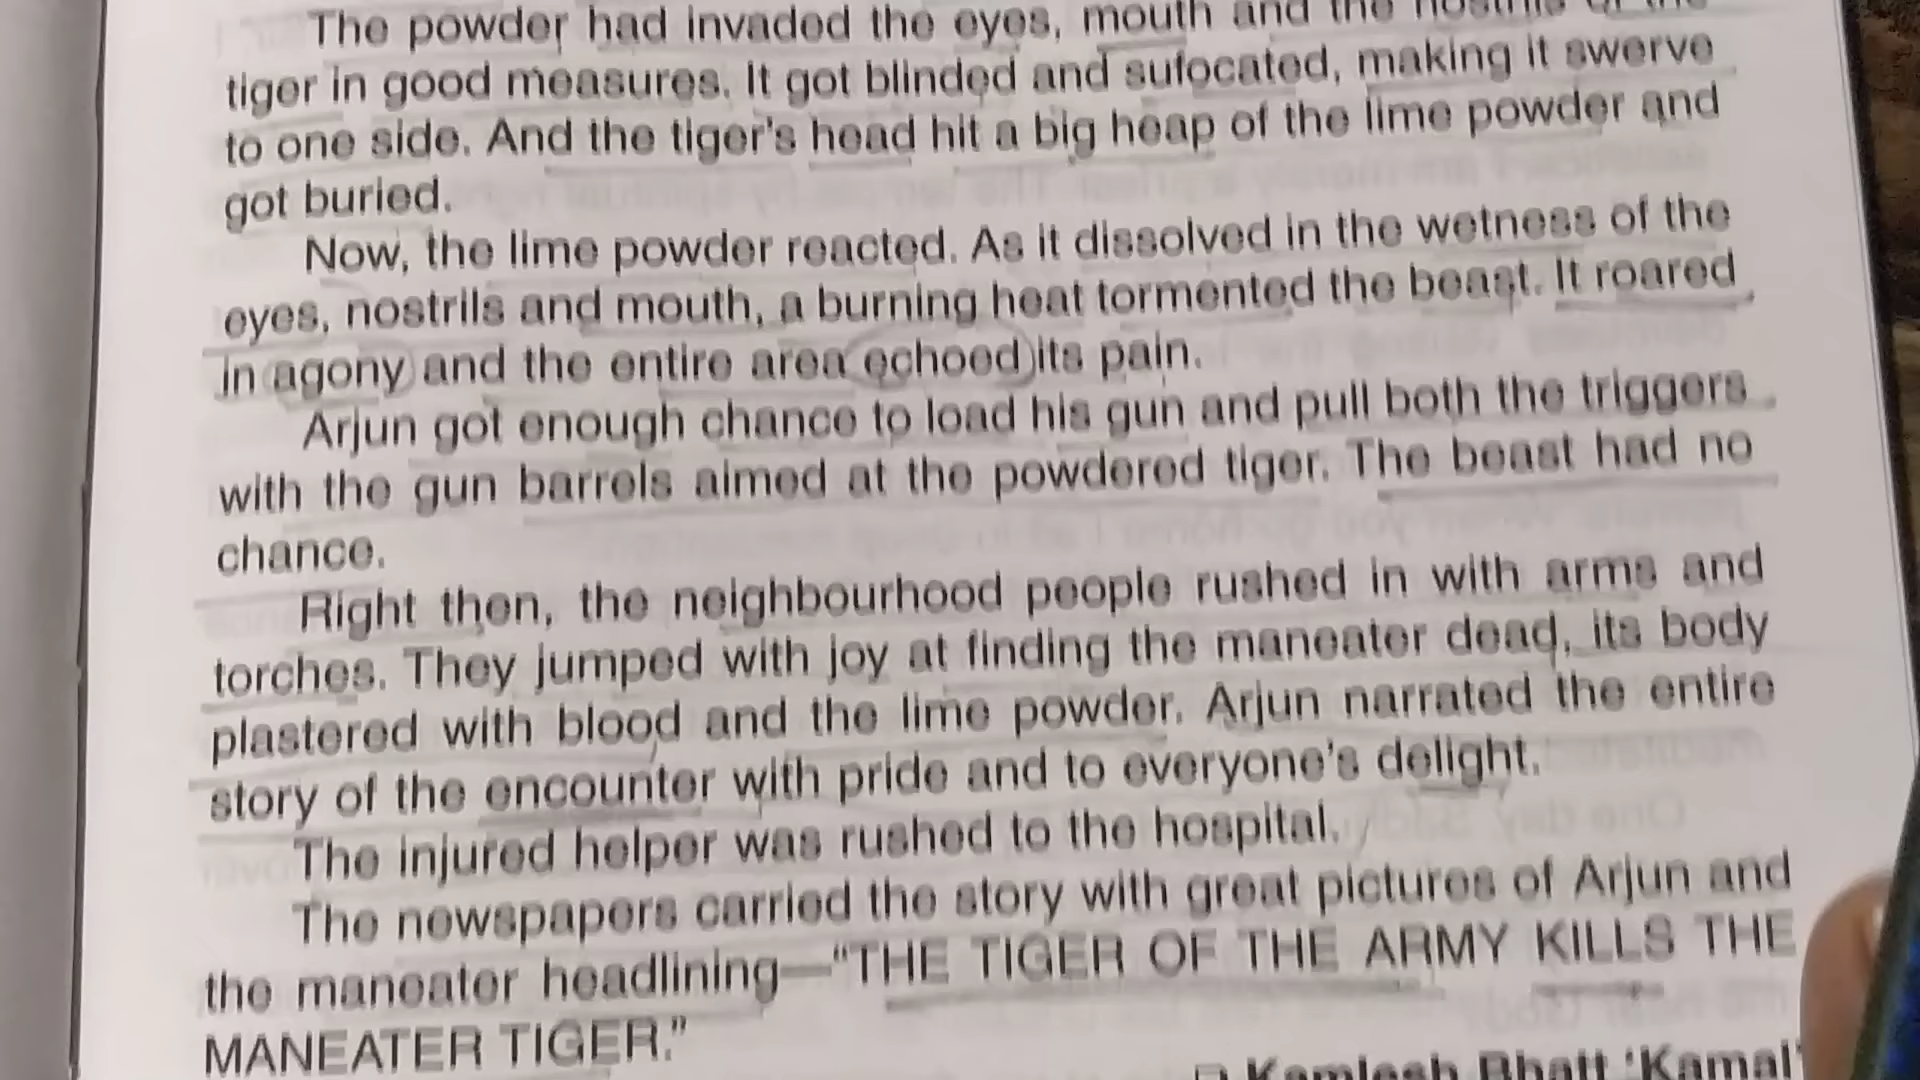 The powder had invaded the eyes, mouth and the nostrils of the
tiger in good measures. It got blinded and sufocated, making it swerve
to one side. And the tiger's head hit a big heap of the lime powder and
got buried.
Now, the lime powder reacted. As it dissolved in the wetness of the
eyes, nostrils and mouth, a burning heat tormented the beast. It roared
in agony and the entire area echoed its pain.
Arjun got enough chance to load his gun and pull both the triggers
with the gun barrels aimed at the powdered tiger. The beast had no
chance.
Right then, the neighbourhood people rushed in with arms and
torches. They jumped with joy at finding the maneater dead, its body
plastered with blood and the lime powder. Arjun narrated the entire
story of the encounter with pride and to everyone's delight.
The injured helper was rushed to the hospital.
The newspapers carried the story with great pictures of Arjun and
the maneater headlining—"THE TIGER OF THE ARMY KILLS THE
MANEATER TIGER."
Kamlesh Bhatt 'Kamal'